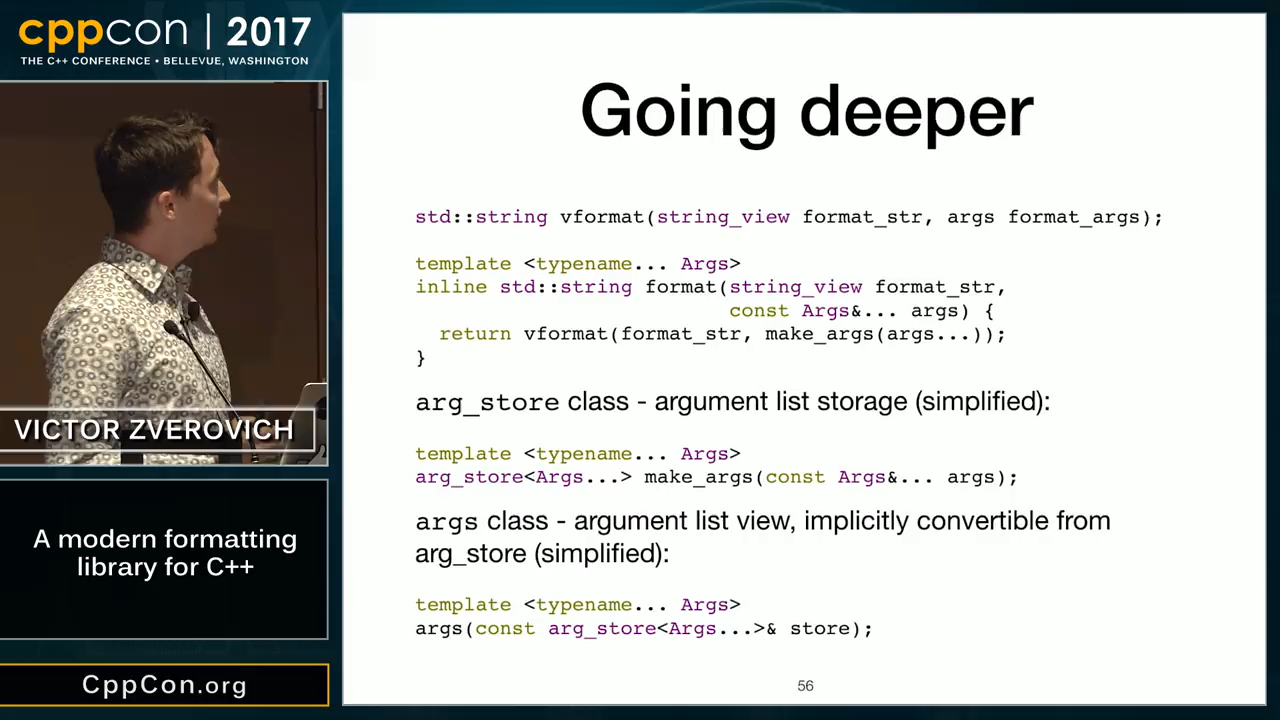 cppcon | 2017
THE C++ CONFERENCE • BELLEVUE, WASHINGTON
VICTOR ZVEROVICH
A modern formatting
library for C++
CppCon.org
Going deeper
std::string vformat(string_view format_str, args format_args);
template <typename... Args>
inline std::string format(string_view format_str,
const Args&... args) {
return vformat(format_str, make_args(args...));
}
arg_store class - argument list storage (simplified):
template <typename... Args>
arg_store<Args...> make_args(const Args&... args);
args class - argument list view, implicitly convertible from
arg_store (simplified):
template <typename... Args>
args(const arg_store<Args...>& store);
56